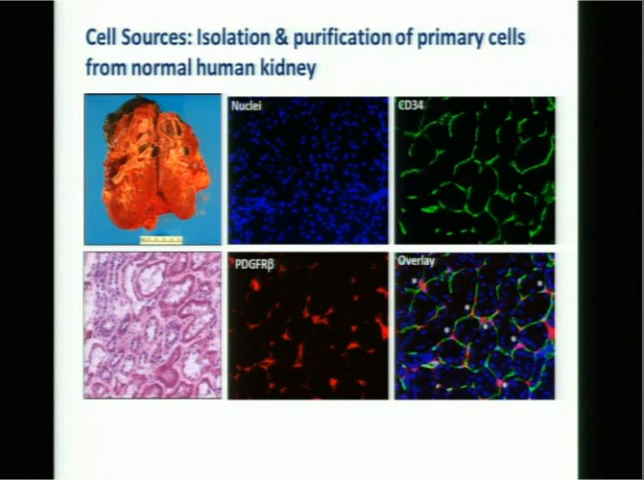 Cell Sources: Isolation & purification of primary cells
from normal human kidney
Nuclei
CD34
PDGFRβ
Overlay